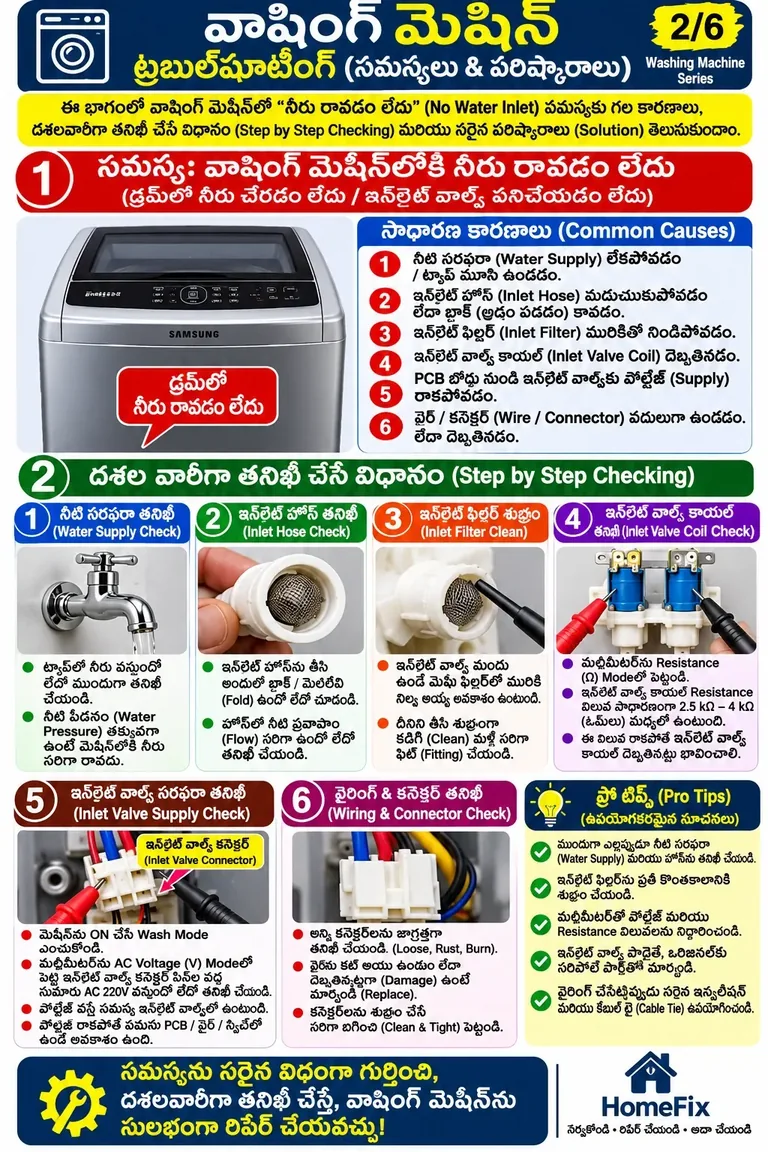 వాషింగ్ మెషిన్
ట్రబుల్‌షూటింగ్ (సమస్యలు & పరిష్కారాలు)
2/6
Washing Machine
Series
ఈ భాగంలో వాషింగ్ మెషీన్‌లో “నీరు రావడం లేదు” (No Water Inlet) పమస్యకు గల కారణాలు,
దశలవారీగా తనిఖీ చేసే విధానం (Step by Step Checking) మరియు సరైన పరిష్కారాలు (Solution) తెలుసుకుందాం.
1 సమస్య: వాషింగ్ మెషీన్‌లోకి నీరు రావడం లేదు
(డ్రమ్‌లో నీరు చేరడం లేదు / ఇన్‌లైట్ వాల్వ్ పనిచేయడం లేదు)
SAMSUNG
డ్రమ్‌లో
నీరు రావడం లేదు
సాధారణ కారణాలు (Common Causes)
1 నీటి సరఫరా (Water Supply) లేకపోవడం
/ ట్యాప్ మూసి ఉండడం.
2 ఇన్‌లైట్ హోస్ (Inlet Hose) మడుచుకుపోవడం
లేదా బ్లాక్ (అడ్డం పడడం) కావడం.
3 ఇన్‌లైట్ ఫిల్టర్ (Inlet Filter) మురికితో నిండిపోవడం.
4 ఇన్‌లైట్ వాల్వ్ కాయల్ (Inlet Valve Coil) దెబ్బతినడం.
5 PCB బోర్డు నుండి ఇన్‌లైట్ వాల్వ్‌కు వోల్టేజ్ (Supply)
రాకపోవడం.
6 వైర్ / కనెక్టర్ (Wire / Connector) వదులుగా ఉండడం.
లేదా దెబ్బతినడం.
2 దశల వారీగా తనిఖీ చేసే విధానం (Step by Step Checking)
1 నీటి సరఫరా తనిఖీ
(Water Supply Check)
ట్యాప్‌లో నీరు వస్తుందో
లేదో ముందుగా తనిఖీ
చేయండి.
నీటి పీడనం (Water
Pressure) తక్కువగా
ఉంటే మెషిన్‌లోకి నీరు
సరిగా రావదు.
2 ఇన్‌లైట్ హోస్ తనిఖీ
(Inlet Hose Check)
ఇన్‌లైట్ హోస్‌ను తీసి
అందులో బ్లాక్ / మెలిలేవి
(Fold) ఉందో లేదో చూడండి.
హోస్‌లో నీటి ప్రవాహం
(Flow) సరిగా ఉందో లేదో
తనిఖీ చేయండి.
3 ఇన్‌లైట్ ఫిల్టర్ శుభ్రం
(Inlet Filter Clean)
ఇన్‌లైట్ వాల్వ్ మందు
ఉండే మెషు ఫిల్టర్‌లో మురికి
నిల్వ అయ్య అవకాశం ఉంటుంది.
దీనిని తీసి శుభ్రంగా
కడిగి (Clean) మళ్లీ సరిగా
ఫిట్ (Fitting) చేయండి.
4 ఇన్‌లైట్ వాల్వ్ కాయల్
తనిఖీ (Inlet Valve Coil Check)
మల్టీమీటర్‌ను Resistance
(Ω) Modeలో పెట్టండి.
ఇన్‌లైట్ వాల్వ్ కాయల్ Resistance
విలువ సాధారణంగా 2.5 kΩ – 4 kΩ
(ఓమ్‌లు) మధ్యలో ఉంటుంది.
ఈ విలువ రాకపోతే ఇన్‌లైట్ వాల్వ్
కాయల్ దెబ్బతినట్టు భావించాలి.
5 ఇన్‌లైట్ వాల్వ్ సరఫరా తనిఖీ
(Inlet Valve Supply Check)
ఇన్‌లైట్ వాల్వ్ కనెక్టర్
(Inlet Valve Connector)
మెషిన్‌ను ON చేసే Wash Mode
ఎంచుకోండి.
మల్టీమీటర్‌ను AC Voltage (V) Modeలో
పెట్టి ఇన్‌లైట్ వాల్వ్ కనెక్టర్ పిన్‌ల వద్ద
సుమారు AC 220V వస్తుందో లేదో తనిఖీ చేయండి.
వోల్టేజ్ వస్తే సమస్య ఇన్‌లైట్ వాల్వ్‌లో ఉంటుంది.
వోల్టజ్ రాకపోతే పమసు PCB / వైర్ / స్విచ్‌లో
ఉండే అవకాశం ఉంది.
6 వైరింగ్ & కనెక్టర్ తనిఖీ
(Wiring & Connector Check)
అన్ని కనెక్టర్‌లను జాగ్రత్తగా
తనిఖీ చేయండి. (Loose, Rust, Burn).
వైర్‌ను కట్ అయు ఉండుం లేదా
దెబ్బతిన్నట్టగా (Damage) ఉంటే
మార్చండి (Replace).
కనెక్టర్‌లను శుభ్రం చేసే
సరిగా బిగించి (Clean & Tight) పెట్టండి.
ప్రో టిప్స్ (Pro Tips)
(ఉపయోగకరమైన సూచనలు)
ముందుగా ఎల్లప్పుడూ నీటి సరఫరా
(Water Supply) మరియు హోస్‌ను తనిఖీ చేయండి.
ఇన్‌లైట్ ఫిల్టర్‌ను ప్రతీ కొంతకాలానికి
శుభ్రం చేయండి.
మల్టీమీటర్‌తో వోల్టేజ్ మరియు
Resistance విలువలను నిర్ధారించండి.
ఇన్‌లైట్ వాల్వ్ పాడైతే, ఒరిజినల్‌కు
సరిపోలే పార్ట్‌తోకే మార్చండి.
వైరింగ్ చేసేట్పిప్పుడు సరైన ఇన్సులీషన్
మరియు కేబుల్ టై (Cable Tie) ఉపయోగించండి.
సమస్యను సరైన విధంగా గుర్తించి,
దశలవారీగా తనిఖీ చేస్తే, వాషింగ్ మెషీన్‌ను
సులభంగా రిపేర్ చేయవచ్చు!
HomeFix
నేర్చుకోండి • రిపేర్ చేయండి • ఆదా చేయండి